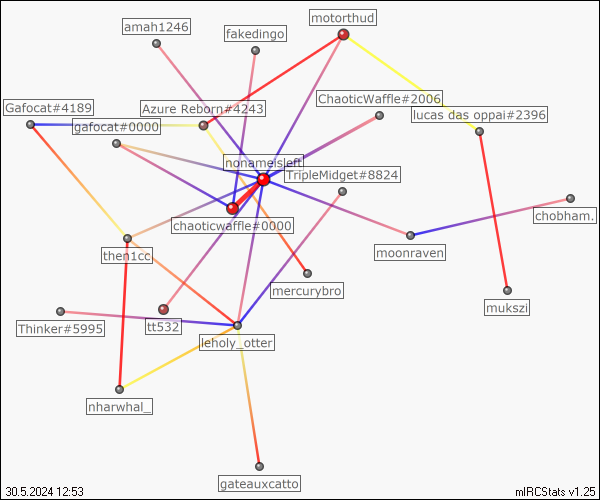 motorthud
amah1246
fakedingo
ChaoticWaffle#2006
Gafocat#4189
Azure Reborn#4243
lucas das oppai#2396
gafocat#0000
nonameisleft
TripleMidget#8824
chobham.
chaoticwaffle#0000
moonraven
then1cc.
mercurybro
mukszi
Thinker#5995
tt532
leholy_otter
nharwhal_
gateauxcatto
30.5.2024 12:53
mIRCStats v1.25